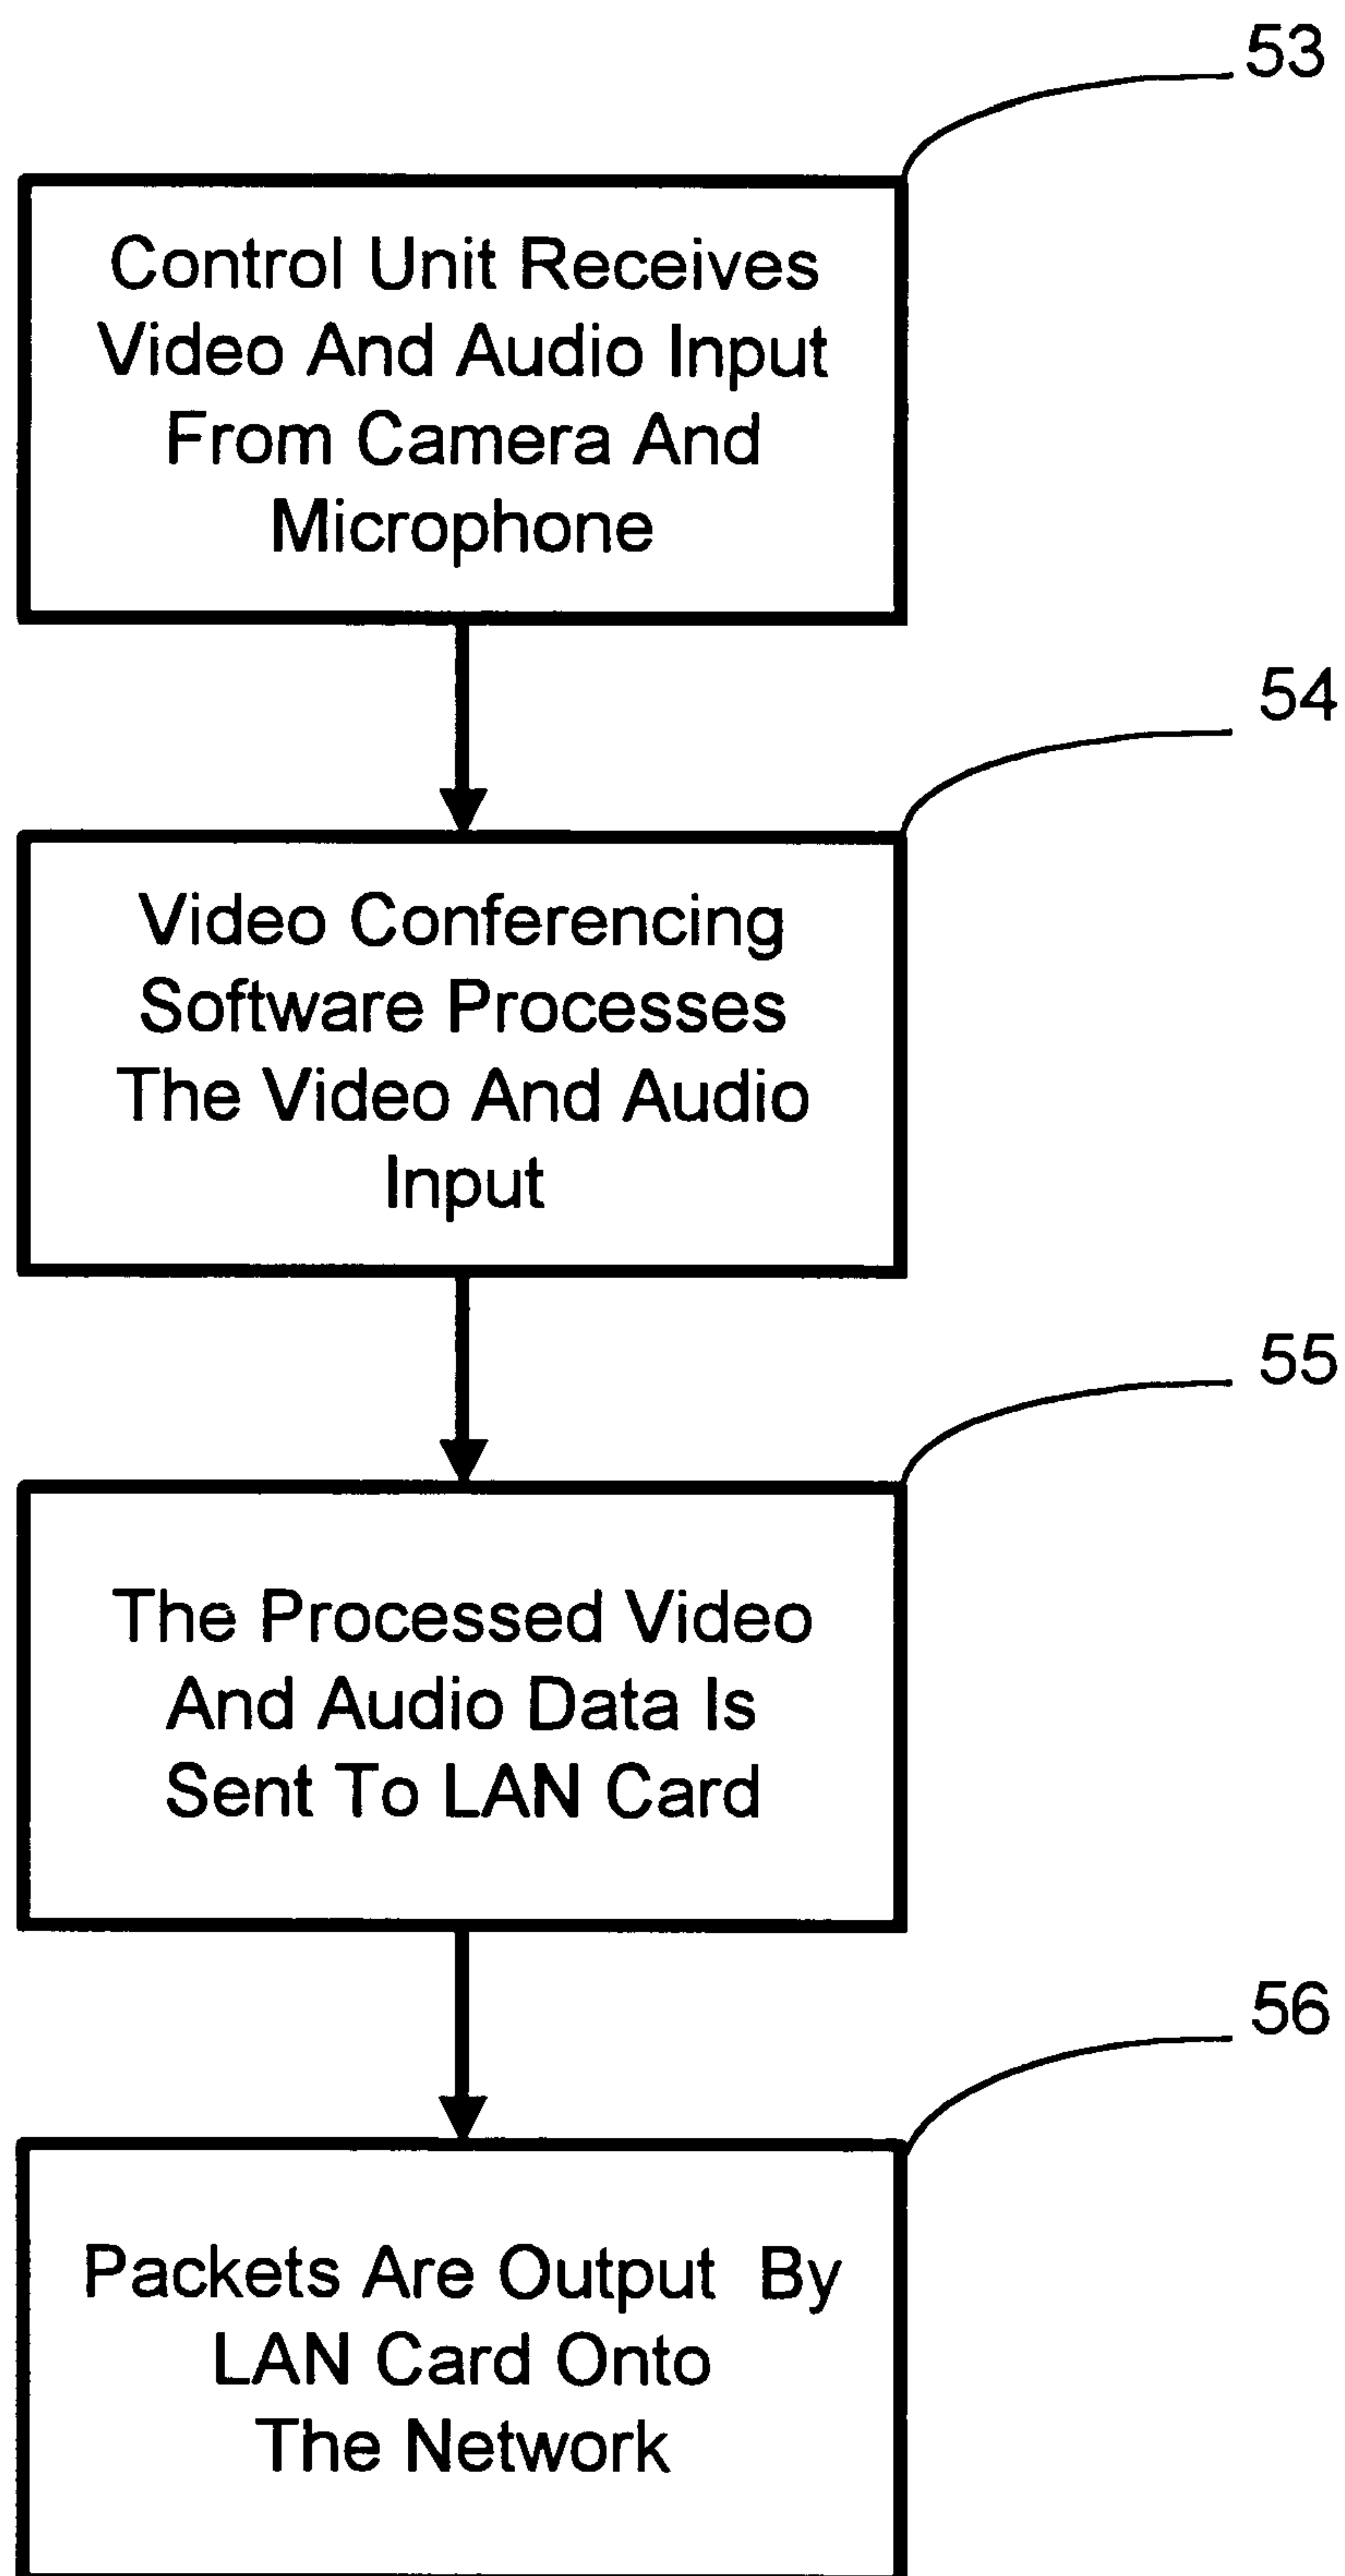 53
Control Unit Receives
Video And Audio Input
From Camera And
Microphone
54
Video Conferencing
Software Processes
The Video And Audio
Input
55
The Processed Video
And Audio Data Is
Sent To LAN Card
56
Packets Are Output By
LAN Card Onto
The Network